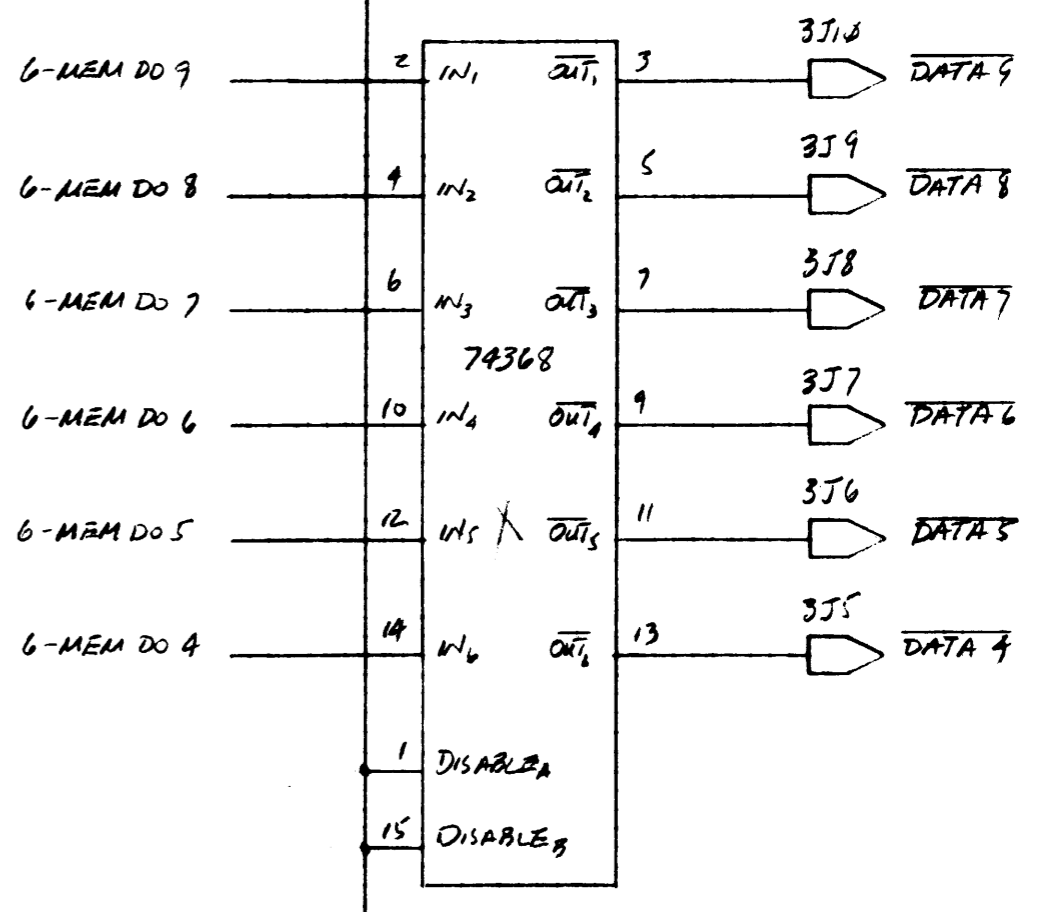 3J10
6-MEM DO 9 2 IN1 OUT1 3 DATA 9
3J9
6-MEM DO 8 4 IN2 OUT2 5 DATA 8
3J8
6-MEM DO 7 6 IN3 OUT3 7 DATA 7
74368
3J7
6-MEM DO 6 10 IN4 OUT4 9 DATA 6
3J6
6-MEM DO 5 12 IN5 OUT5 11 DATA 5
3J5
6-MEM DO 4 14 IN6 OUT6 13 DATA 4
1 DISABLEA
15 DISABLEB